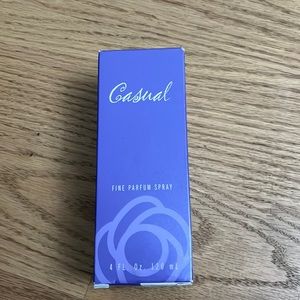 Casual
FINE PARFUM SPRAY
4 FL. Oz. 120 mL